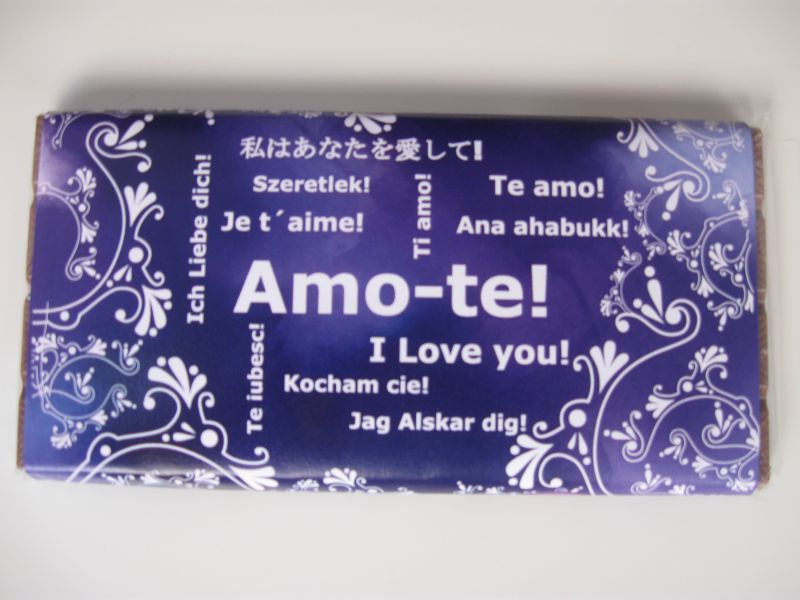 私はあなたを愛して!
Szeretlek!
Te amo!
Je t´aime!
Ana ahabukk!
Ich Liebe dich!
Ti amo!
Amo-te!
I Love you!
Te iubesc!
Kocham cie!
Jag Alskar dig!